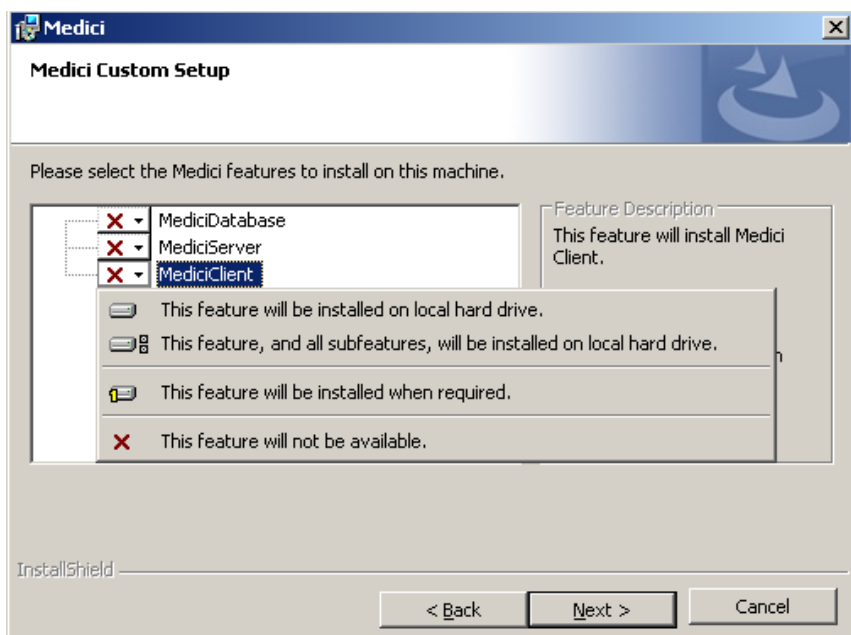 Medici
Medici Custom Setup
Please select the Medici features to install on this machine.
MediciDatabase
MediciServer
MediciClient
Feature Description
This feature will install Medici
Client.
This feature will be installed on local hard drive.
This feature, and all subfeatures, will be installed on local hard drive.
This feature will be installed when required.
This feature will not be available.
InstallShield
< Back
Next >
Cancel